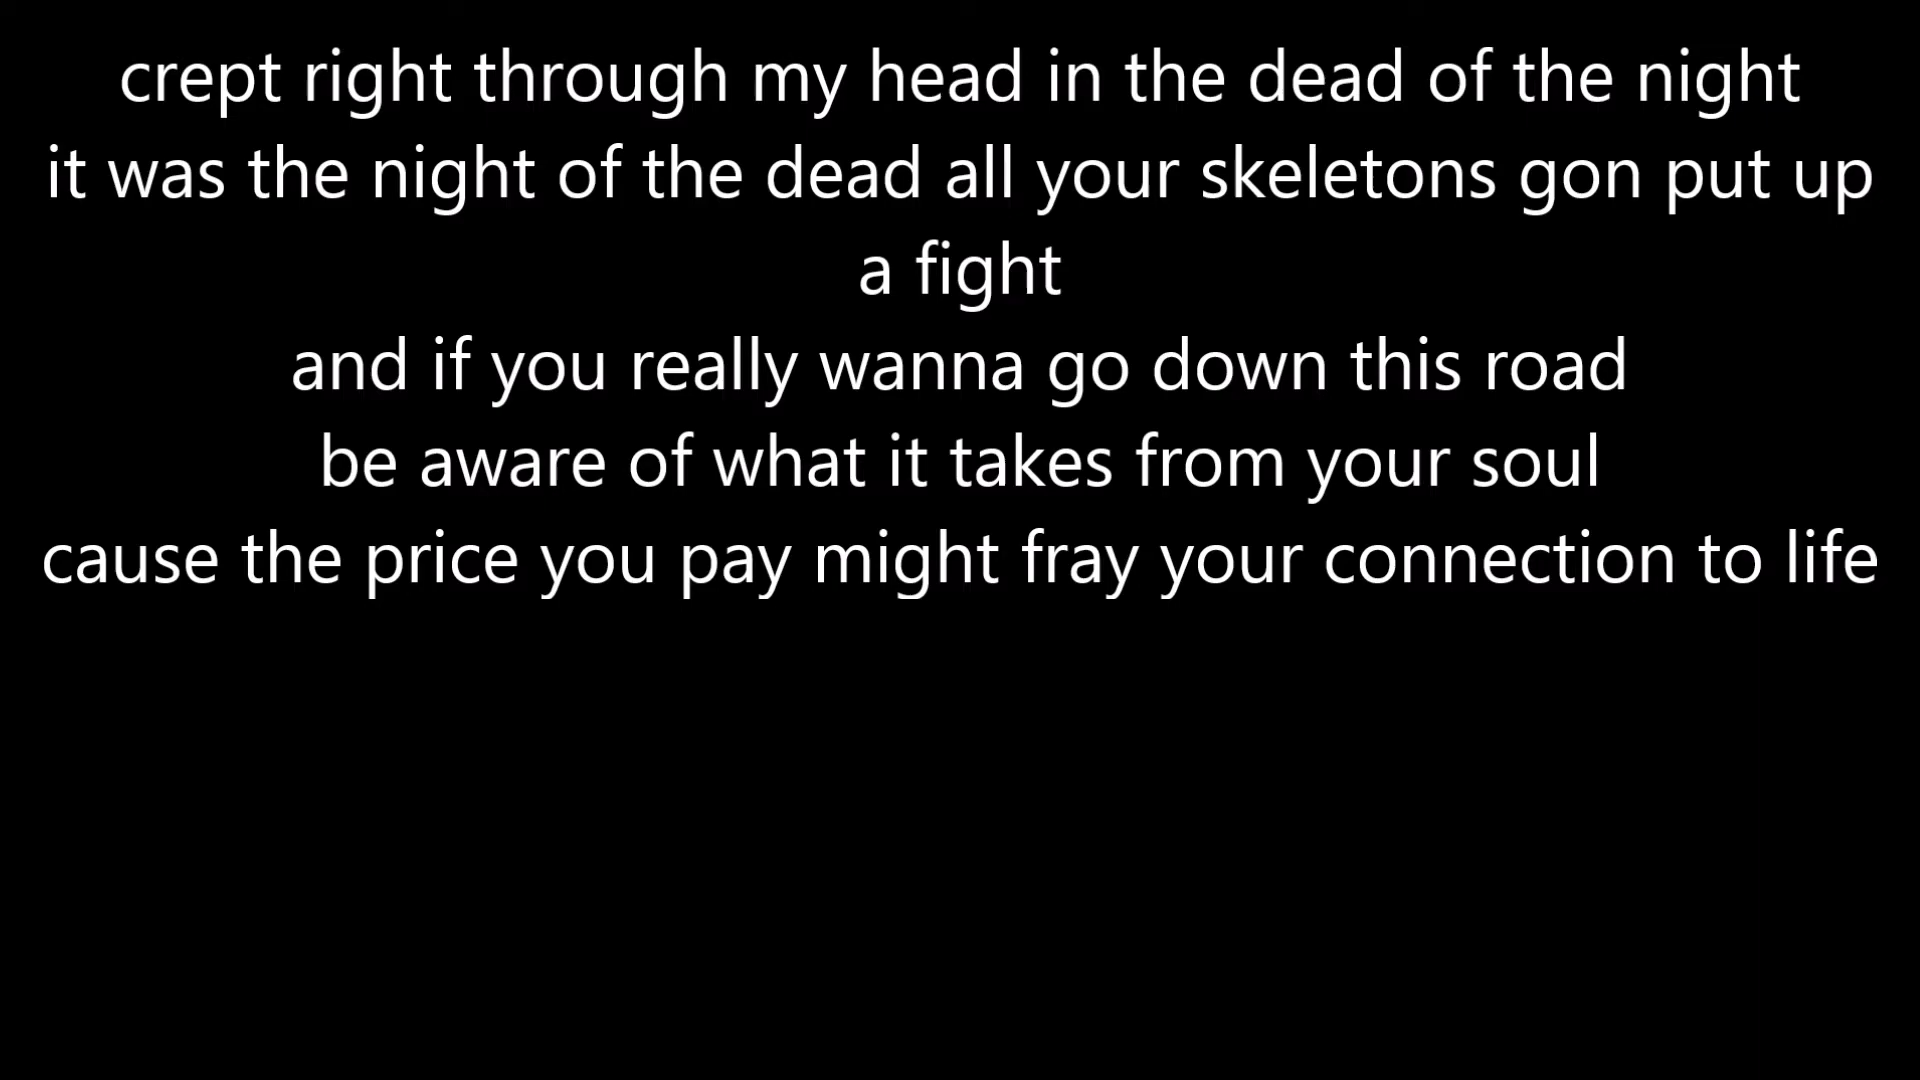 crept right through my head in the dead of the night
it was the night of the dead all your skeletons gon put up
a fight
and if you really wanna go down this road
be aware of what it takes from your soul
cause the price you pay might fray your connection to life